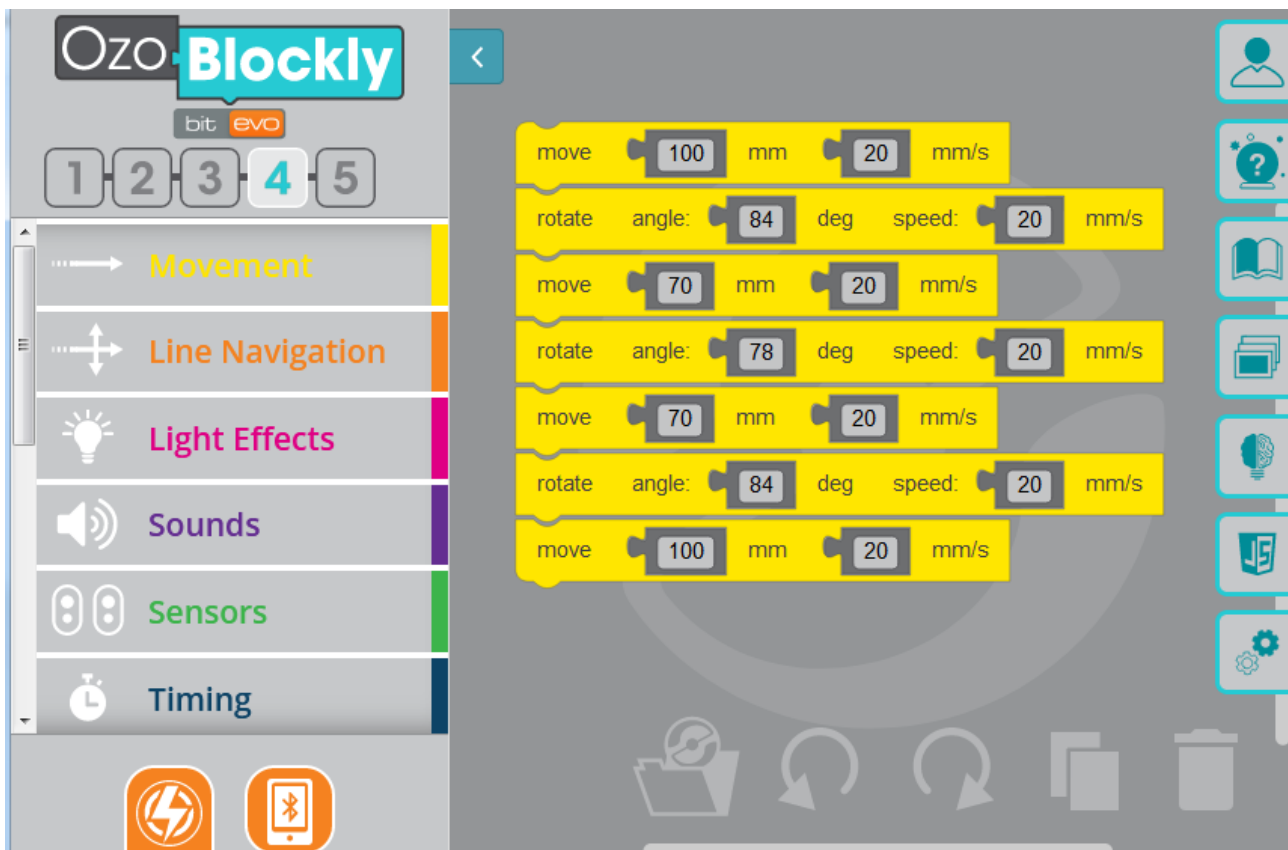 Ozo Blockly
bit evo
1 2 3 4 5
Movement
Line Navigation
Light Effects
Sounds
Sensors
Timing
move 100 mm 20 mm/s
rotate angle: 84 deg speed: 20 mm/s
move 70 mm 20 mm/s
rotate angle: 78 deg speed: 20 mm/s
move 70 mm 20 mm/s
rotate angle: 84 deg speed: 20 mm/s
move 100 mm 20 mm/s
?
JS